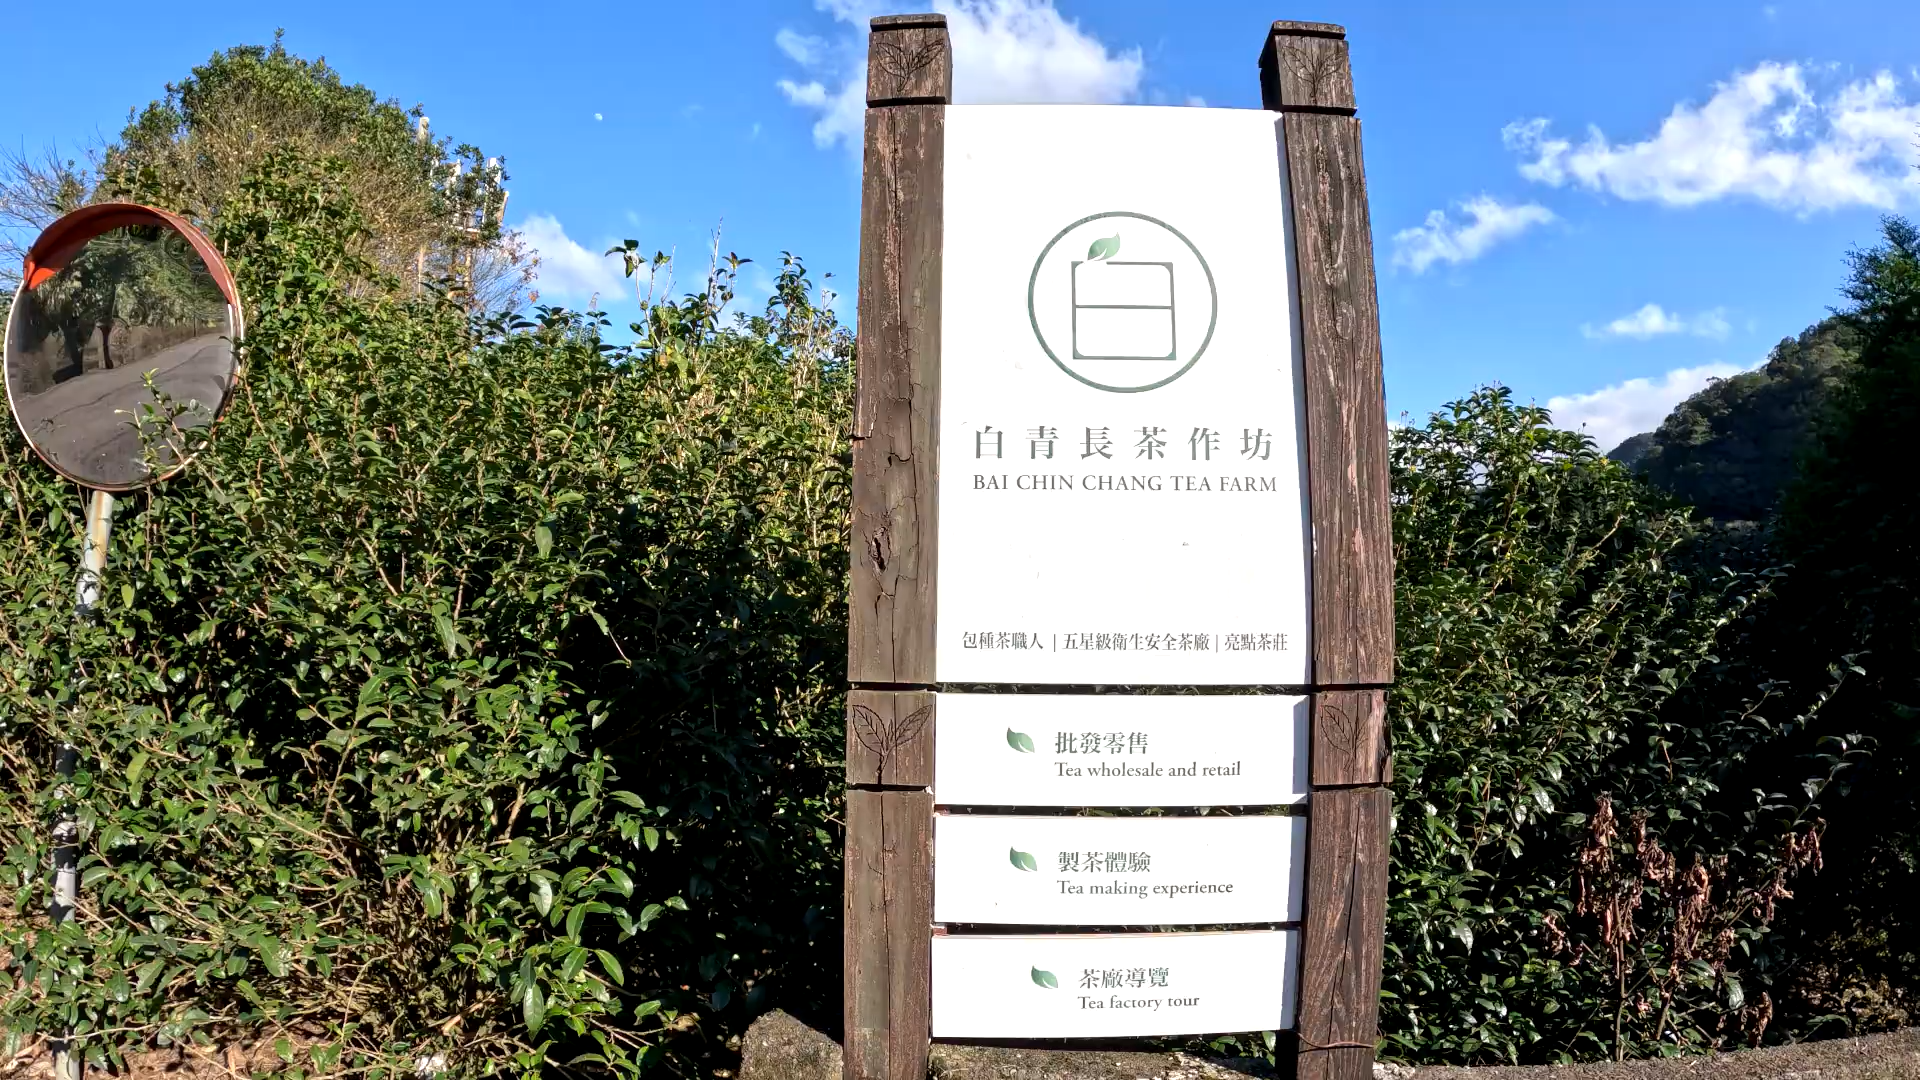 白
白青長茶作坊
BAI CHIN CHANG TEA FARM
包種茶職人 | 五星級衛生安全茶廠 | 亮點茶莊
批發零售
Tea wholesale and retail
製茶體驗
Tea making experience
茶廠導覽
Tea factory tour